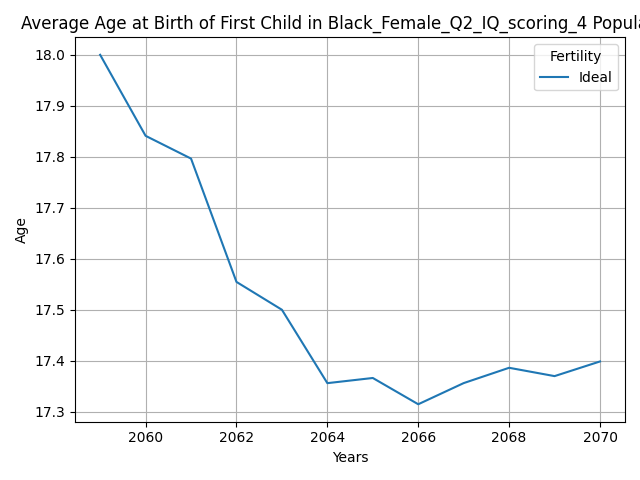 Average Age at Birth of First Child in Black_Female_Q2_IQ_scoring_4
Fertility
Ideal
18.0
17.9
17.8
17.7
17.6
17.5
17.4
17.3
Age
2060 2062 2064 2066 2068 2070
Years